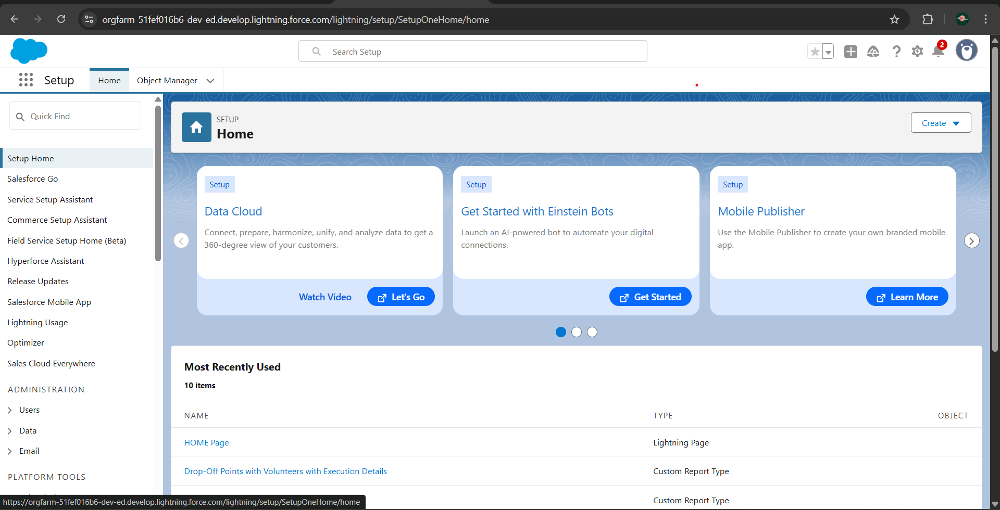 orgfarm-51fef016b6-dev-ed.develop.lightning.force.com/lightning/setup/SetupOneHome/home
Search Setup
2
Setup
Home
Object Manager
Quick Find
Setup Home
Salesforce Go
Service Setup Assistant
Commerce Setup Assistant
Field Service Setup Home (Beta)
Hyperforce Assistant
Release Updates
Salesforce Mobile App
Lightning Usage
Optimizer
Sales Cloud Everywhere
ADMINISTRATION
Users
Data
Email
PLATFORM TOOLS
SETUP
Home
Create
Setup
Data Cloud
Connect, prepare, harmonize, unify, and analyze data to get a
360-degree view of your customers.
Watch Video
Let's Go
Setup
Get Started with Einstein Bots
Launch an AI-powered bot to automate your digital
connections.
Get Started
Setup
Mobile Publisher
Use the Mobile Publisher to create your own branded mobile
app.
Learn More
Most Recently Used
10 items
NAME TYPE OBJECT
HOME Page Lightning Page
Drop-Off Points with Volunteers with Execution Details Custom Report Type
Custom Report Type
https://orgfarm-51fef016b6-dev-ed.develop.lightning.force.com/lightning/setup/SetupOneHome/home